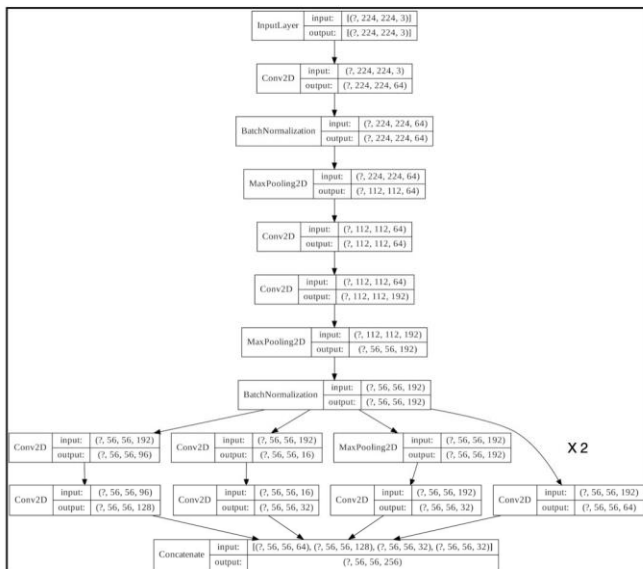 InputLayer input: [(?, 224, 224, 3)]
output: [(?, 224, 224, 3)]
Conv2D input: (?, 224, 224, 3)
output: (?, 224, 224, 64)
BatchNormalization input: (?, 224, 224, 64)
output: (?, 224, 224, 64)
MaxPooling2D input: (?, 224, 224, 64)
output: (?, 112, 112, 64)
Conv2D input: (?, 112, 112, 64)
output: (?, 112, 112, 64)
Conv2D input: (?, 112, 112, 64)
output: (?, 112, 112, 192)
MaxPooling2D input: (?, 112, 112, 192)
output: (?, 56, 56, 192)
BatchNormalization input: (?, 56, 56, 192)
output: (?, 56, 56, 192)
Conv2D input: (?, 56, 56, 192)
output: (?, 56, 56, 96)
Conv2D input: (?, 56, 56, 192)
output: (?, 56, 56, 16)
MaxPooling2D input: (?, 56, 56, 192)
output: (?, 56, 56, 192)
X 2
Conv2D input: (?, 56, 56, 96)
output: (?, 56, 56, 128)
Conv2D input: (?, 56, 56, 16)
output: (?, 56, 56, 32)
Conv2D input: (?, 56, 56, 192)
output: (?, 56, 56, 32)
Conv2D input: (?, 56, 56, 192)
output: (?, 56, 56, 64)
Concatenate input: [(?, 56, 56, 64), (?, 56, 56, 128), (?, 56, 56, 32), (?, 56, 56, 32)]
output: (?, 56, 56, 256)